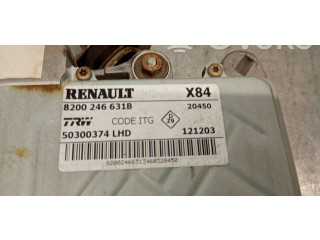 RENAULT X84
8200 246 631B 20450
TRW CODE ITG
50300374 LHD 121203